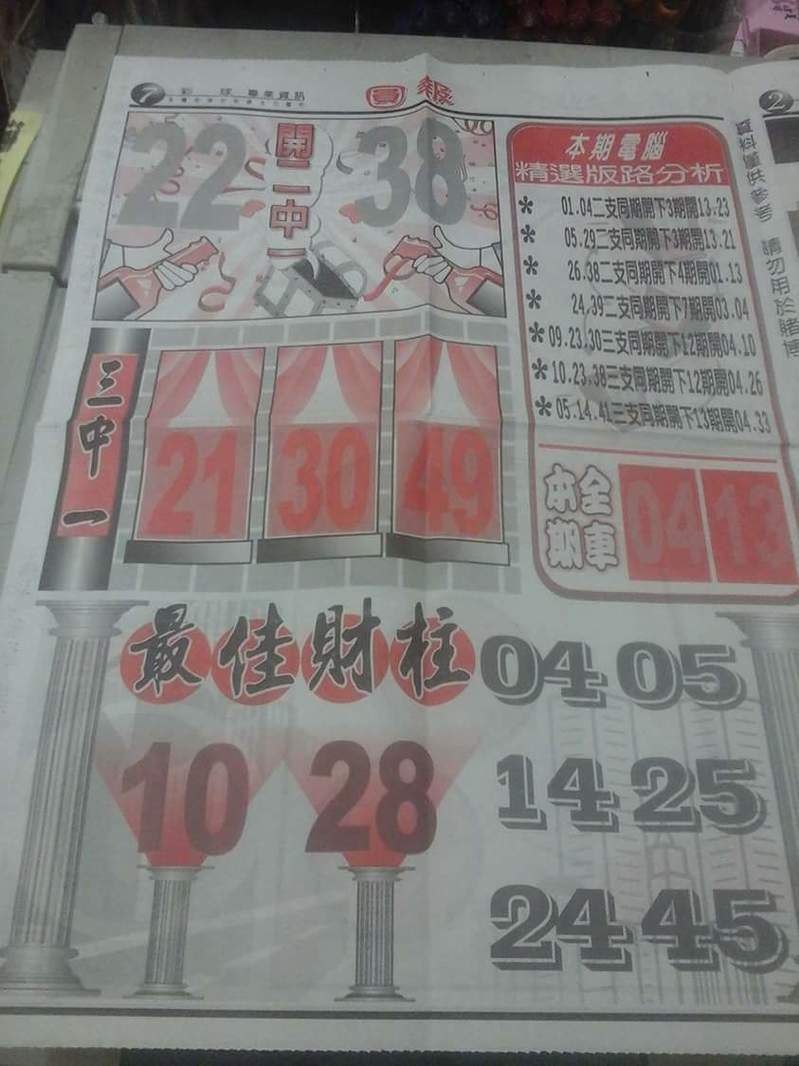 7 彩球專業資訊
報
22 開二中一 38
三中一
21 30 49
本期電腦
精選版路分析
* 01.04二支同期開下3期開13.23
* 05.29二支同期開下3期開13.21
* 26.38二支同期開下4期開01.13
* 24.39二支同期開下7期開03.04
* 09.23.30三支同期開下12期開04.10
* 10.23.38三支同期開下12期開04.26
* 05.14.41三支同期開下13期開04.33
本期全車 04 13
最佳財柱
10 28
04 05
14 25
24 45
2
資料僅供參考 請勿用於賭博